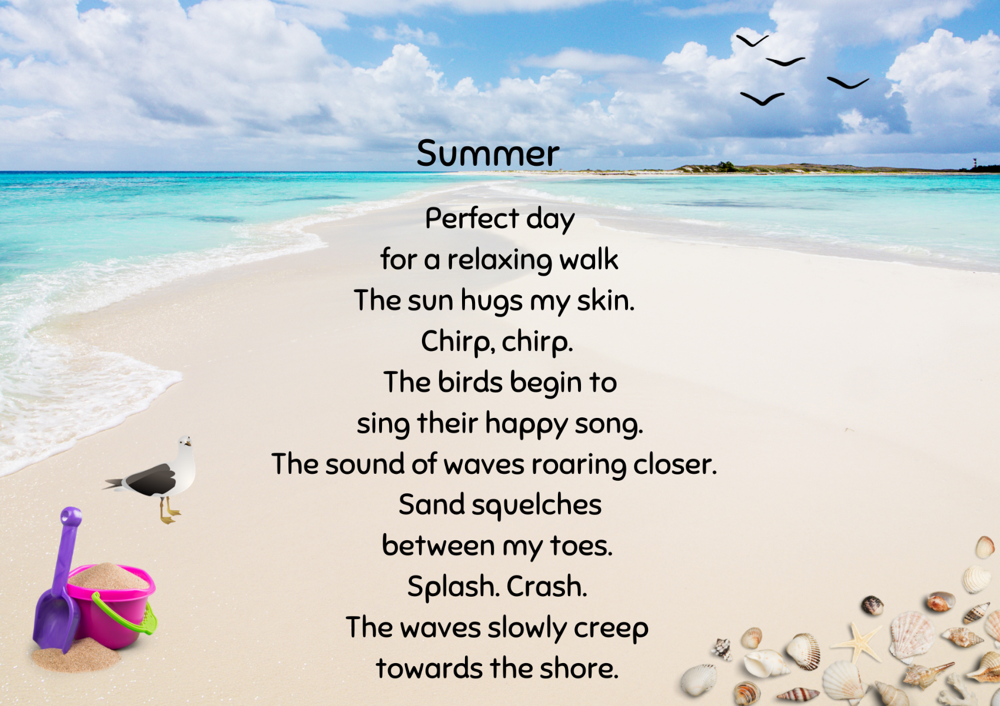 Summer
Perfect day
for a relaxing walk
The sun hugs my skin.
Chirp, chirp.
The birds begin to
sing their happy song.
The sound of waves roaring closer.
Sand squelches
between my toes.
Splash. Crash.
The waves slowly creep
towards the shore.